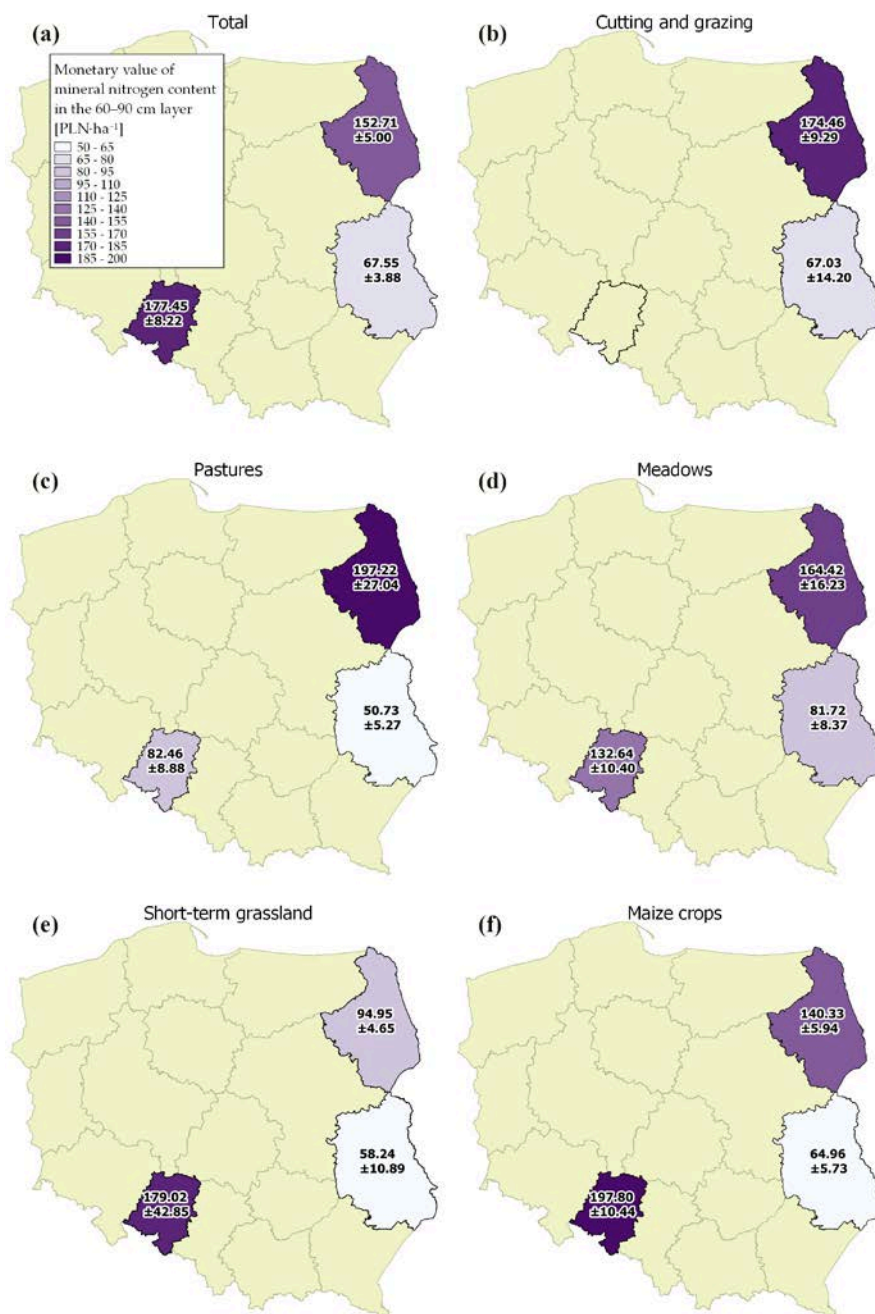 (a)
Total
Monetary value of
mineral nitrogen content
in the 60–90 cm layer
[PLN·ha⁻¹]
50 - 65
65 - 80
80 - 95
95 - 110
110 - 125
125 - 140
140 - 155
155 - 170
170 - 185
185 - 200
152.71
±5.00
67.55
±3.88
177.45
±8.22
(b)
Cutting and grazing
174.46
±9.29
67.03
±14.20
(c)
Pastures
197.22
±27.04
50.73
±5.27
82.46
±8.88
(d)
Meadows
164.42
±16.23
81.72
±8.37
132.64
±10.40
(e)
Short-term grassland
94.95
±4.65
58.24
±10.89
179.02
±42.85
(f)
Maize crops
140.33
±5.94
64.96
±5.73
197.80
±10.44